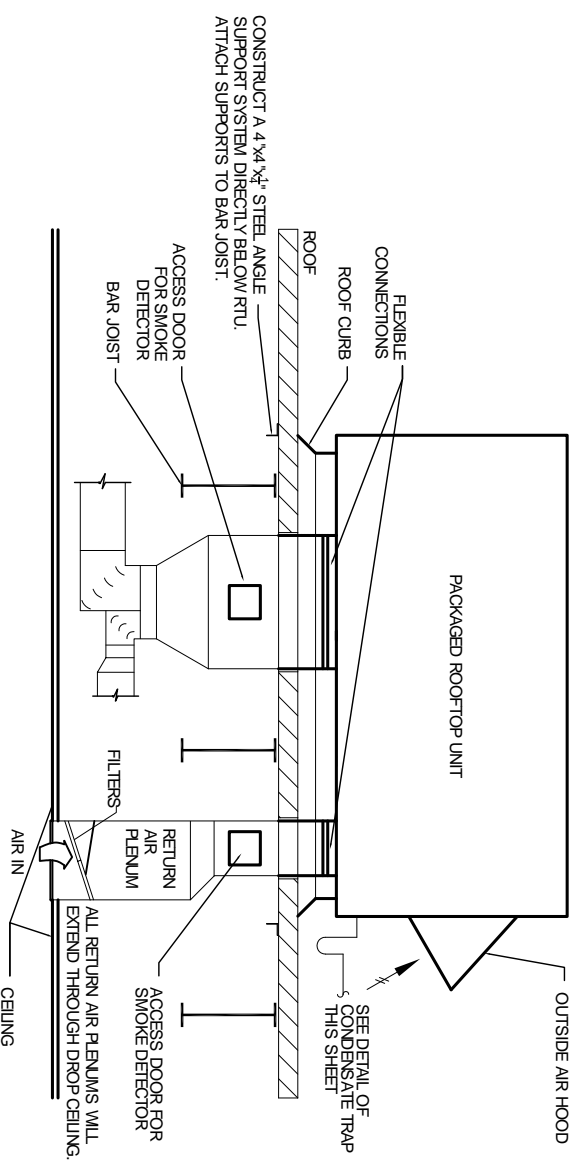 OUTSIDE AIR HOOD
PACKAGED ROOFTOP UNIT
SEE DETAIL OF
CONDENSATE TRAP
THIS SHEET
FLEXIBLE
CONNECTIONS
ROOF CURB
ROOF
CONSTRUCT A 4"x4"x1/4" STEEL ANGLE
SUPPORT SYSTEM DIRECTLY BELOW RTU.
ATTACH SUPPORTS TO BAR JOIST.
ACCESS DOOR
FOR SMOKE
DETECTOR
BAR JOIST
RETURN
AIR
PLENUM
ACCESS DOOR FOR
SMOKE DETECTOR
FILTERS
AIR IN
ALL RETURN AIR PLENUMS WILL
EXTEND THROUGH DROP CEILING.
CEILING